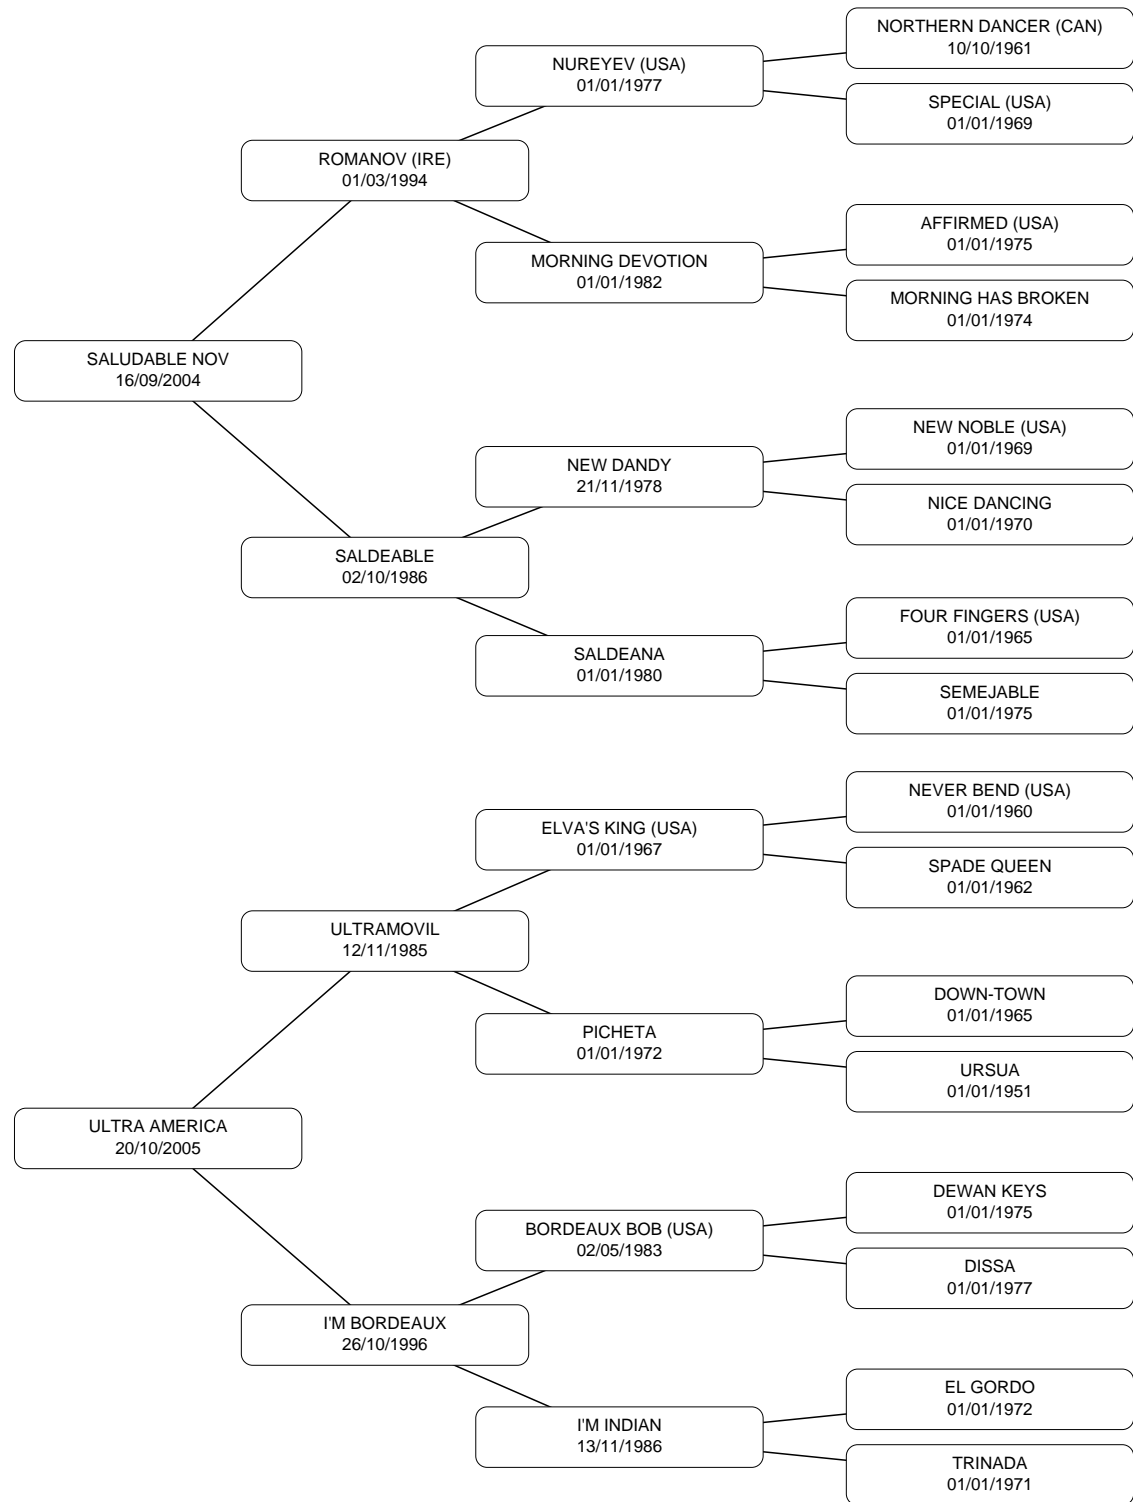 NORTHERN DANCER (CAN)
10/10/1961
NUREYEV (USA)
01/01/1977
SPECIAL (USA)
01/01/1969
ROMANOV (IRE)
01/03/1994
AFFIRMED (USA)
01/01/1975
MORNING DEVOTION
01/01/1982
MORNING HAS BROKEN
01/01/1974
SALUDABLE NOV
16/09/2004
NEW NOBLE (USA)
01/01/1969
NEW DANDY
21/11/1978
NICE DANCING
01/01/1970
SALDEABLE
02/10/1986
FOUR FINGERS (USA)
01/01/1965
SALDEANA
01/01/1980
SEMEJABLE
01/01/1975
NEVER BEND (USA)
01/01/1960
ELVA'S KING (USA)
01/01/1967
SPADE QUEEN
01/01/1962
ULTRAMOVIL
12/11/1985
DOWN-TOWN
01/01/1965
PICHETA
01/01/1972
URSUA
01/01/1951
ULTRA AMERICA
20/10/2005
DEWAN KEYS
01/01/1975
BORDEAUX BOB (USA)
02/05/1983
DISSA
01/01/1977
I'M BORDEAUX
26/10/1996
EL GORDO
01/01/1972
I'M INDIAN
13/11/1986
TRINADA
01/01/1971